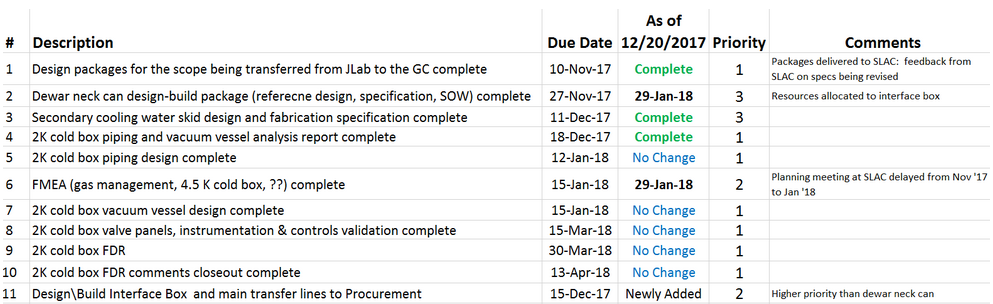 As of
# Description Due Date 12/20/2017 Priority Comments
1 Design packages for the scope being transferred from JLab to the GC complete 10-Nov-17 Complete 1 Packages delivered to SLAC: feedback from
SLAC on specs being revised
2 Dewar neck can design-build package (referecne design, specification, SOW) complete 27-Nov-17 29-Jan-18 3 Resources allocated to interface box
3 Secondary cooling water skid design and fabrication specification complete 11-Dec-17 Complete 3
4 2K cold box piping and vacuum vessel analysis report complete 18-Dec-17 Complete 1
5 2K cold box piping design complete 12-Jan-18 No Change 1
6 FMEA (gas management, 4.5 K cold box, ??) complete 15-Jan-18 29-Jan-18 2 Planning meeting at SLAC delayed from Nov '17
to Jan '18
7 2K cold box vacuum vessel design complete 15-Jan-18 No Change 1
8 2K cold box valve panels, instrumentation & controls validation complete 15-Mar-18 No Change 1
9 2K cold box FDR 30-Mar-18 No Change 1
10 2K cold box FDR comments closeout complete 13-Apr-18 No Change 1
11 Design\Build Interface Box and main transfer lines to Procurement 15-Dec-17 Newly Added 2 Higher priority than dewar neck can